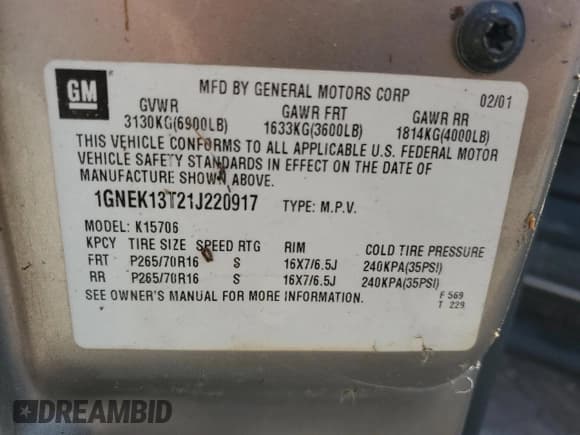 GM
MFD BY GENERAL MOTORS CORP 02/01
GVWR GAWR FRT GAWR RR
3130KG(6900LB) 1633KG(3600LB) 1814KG(4000LB)
THIS VEHICLE CONFORMS TO ALL APPLICABLE U.S. FEDERAL MOTOR
VEHICLE SAFETY STANDARDS IN EFFECT ON THE DATE OF
MANUFACTURE SHOWN ABOVE.
1GNEK13T21J220917 TYPE: M.P.V.
MODEL: K15706
KPCY TIRE SIZE SPEED RTG RIM COLD TIRE PRESSURE
FRT P265/70R16 S 16X7/6.5J 240KPA(35PSI)
RR P265/70R16 S 16X7/6.5J 240KPA(35PSI)
SEE OWNER'S MANUAL FOR MORE INFORMATION. F 569
T 229
DREAMBID